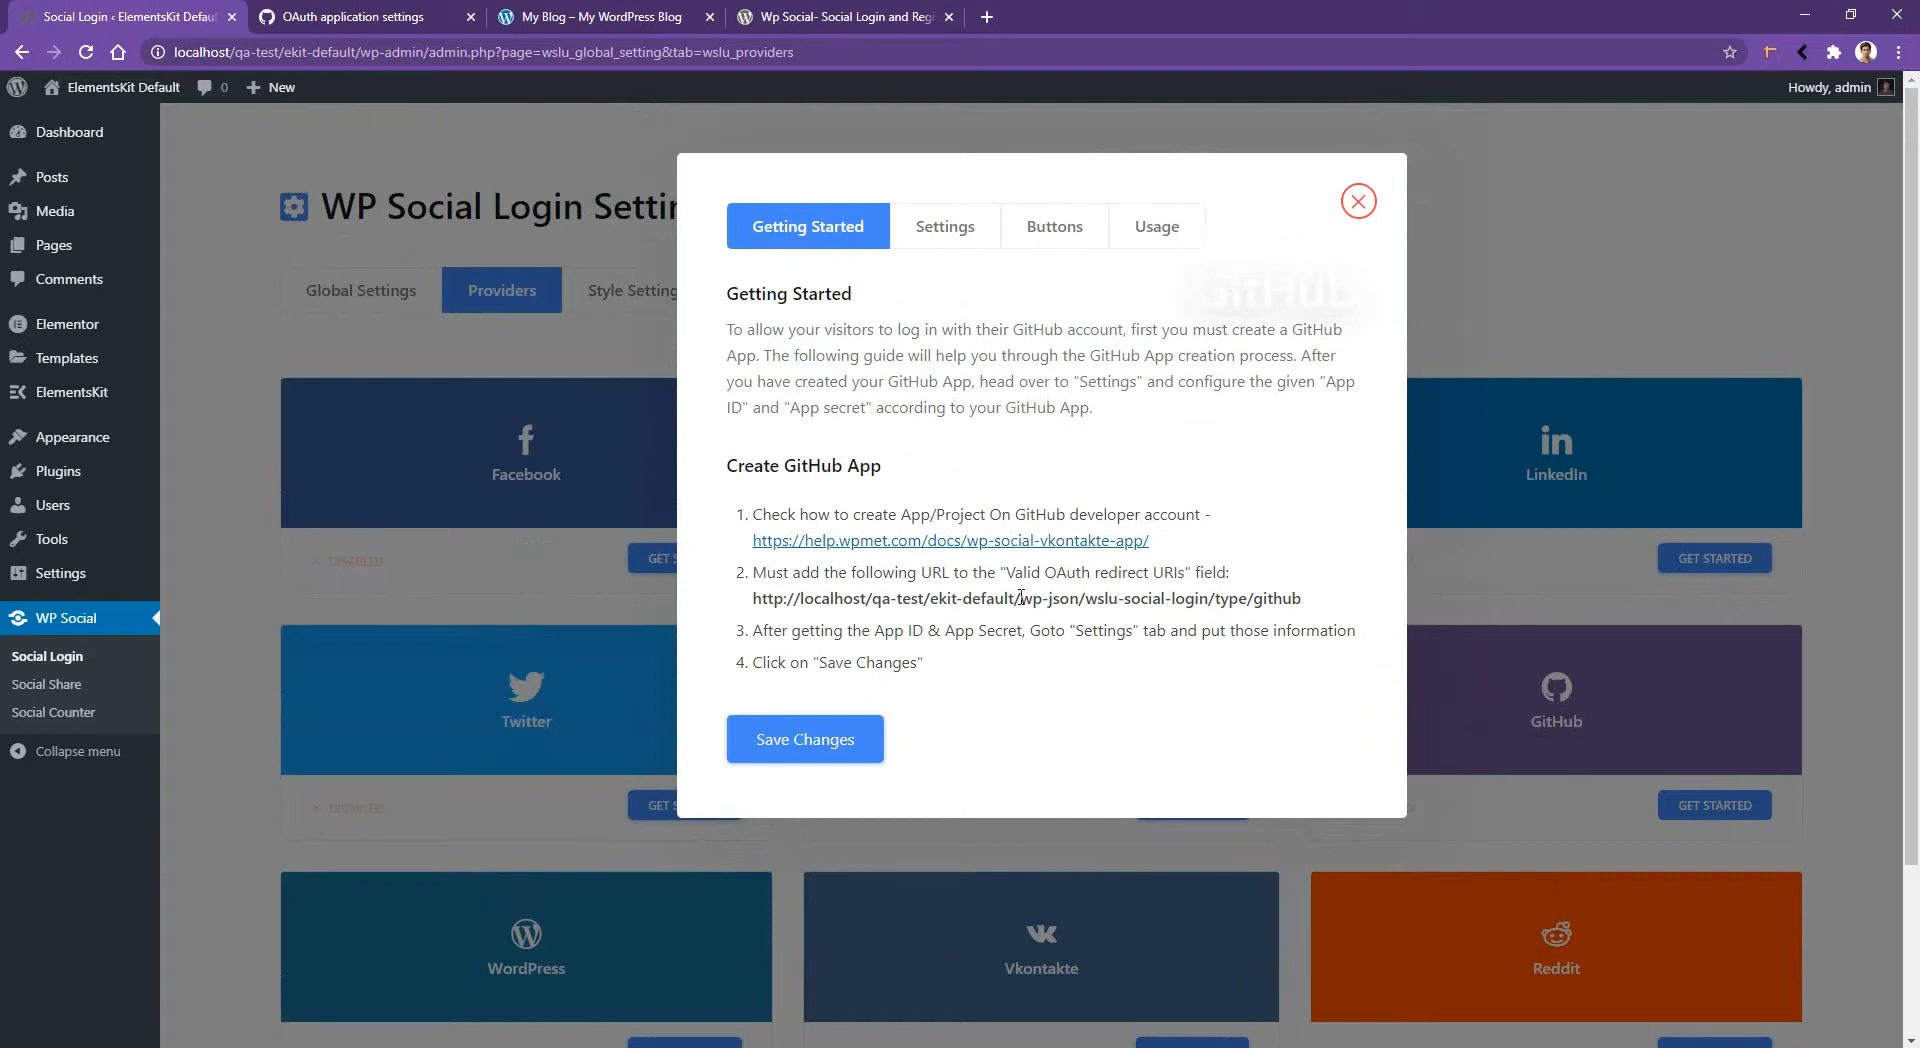 Social Login ‹ ElementsKit Defau
OAuth application settings
My Blog – My WordPress Blog
Wp Social- Social Login and Regi
localhost/qa-test/ekit-default/wp-admin/admin.php?page=wslu_global_setting&tab=wslu_providers
ElementsKit Default
0
New
Howdy, admin
Dashboard
Posts
Media
Pages
Comments
Elementor
Templates
ElementsKit
Appearance
Plugins
Users
Tools
Settings
WP Social
Social Login
Social Share
Social Counter
Collapse menu
WP Social Login Settin
Global Settings
Providers
Style Setting
Getting Started
Settings
Buttons
Usage
GitHub
Getting Started
To allow your visitors to log in with their GitHub account, first you must create a GitHub
App. The following guide will help you through the GitHub App creation process. After
you have created your GitHub App, head over to "Settings" and configure the given "App
ID" and "App secret" according to your GitHub App.
Create GitHub App
1. Check how to create App/Project On GitHub developer account -
https://help.wpmet.com/docs/wp-social-vkontakte-app/
2. Must add the following URL to the "Valid OAuth redirect URIs" field:
http://localhost/qa-test/ekit-default/wp-json/wslu-social-login/type/github
3. After getting the App ID & App Secret, Goto "Settings" tab and put those information
4. Click on "Save Changes"
Save Changes
Facebook
DISABLED
GET S
LinkedIn
GET STARTED
Twitter
DISABLED
GET S
GitHub
GET STARTED
WordPress
Vkontakte
Reddit